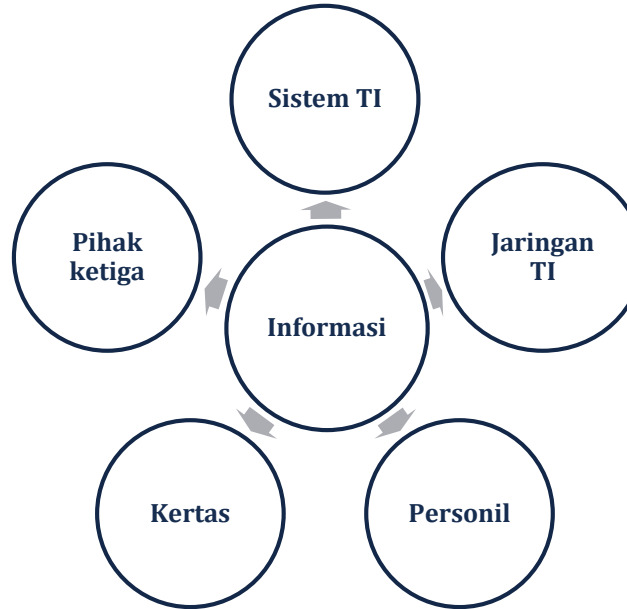 Sistem TI
Pihak
ketiga
Jaringan
TI
Informasi
Kertas
Personil